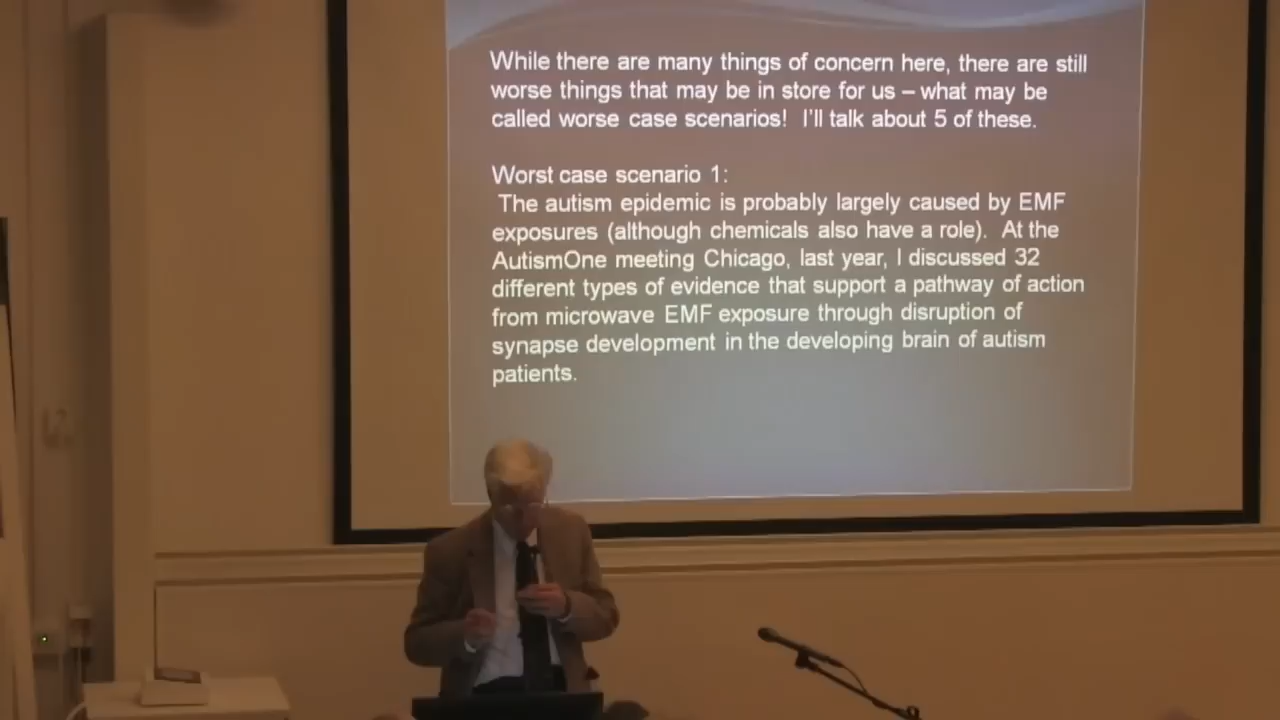 While there are many things of concern here, there are still
worse things that may be in store for us – what may be
called worse case scenarios!  I'll talk about 5 of these.
Worst case scenario 1:
The autism epidemic is probably largely caused by EMF
exposures (although chemicals also have a role).  At the
AutismOne meeting Chicago, last year, I discussed 32
different types of evidence that support a pathway of action
from microwave EMF exposure through disruption of
synapse development in the developing brain of autism
patients.